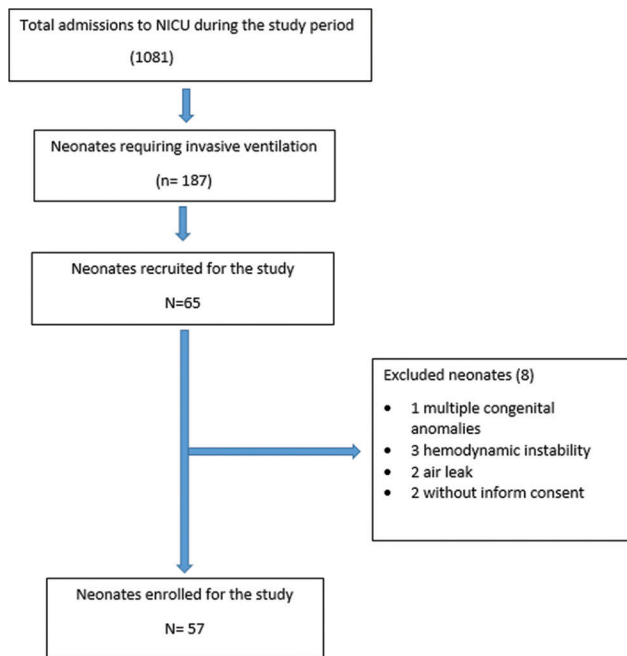 Total admissions to NICU during the study period
(1081)
Neonates requiring invasive ventilation
(n= 187)
Neonates recruited for the study
N=65
Excluded neonates (8)
• 1 multiple congenital
anomalies
• 3 hemodynamic instability
• 2 air leak
• 2 without inform consent
Neonates enrolled for the study
N= 57